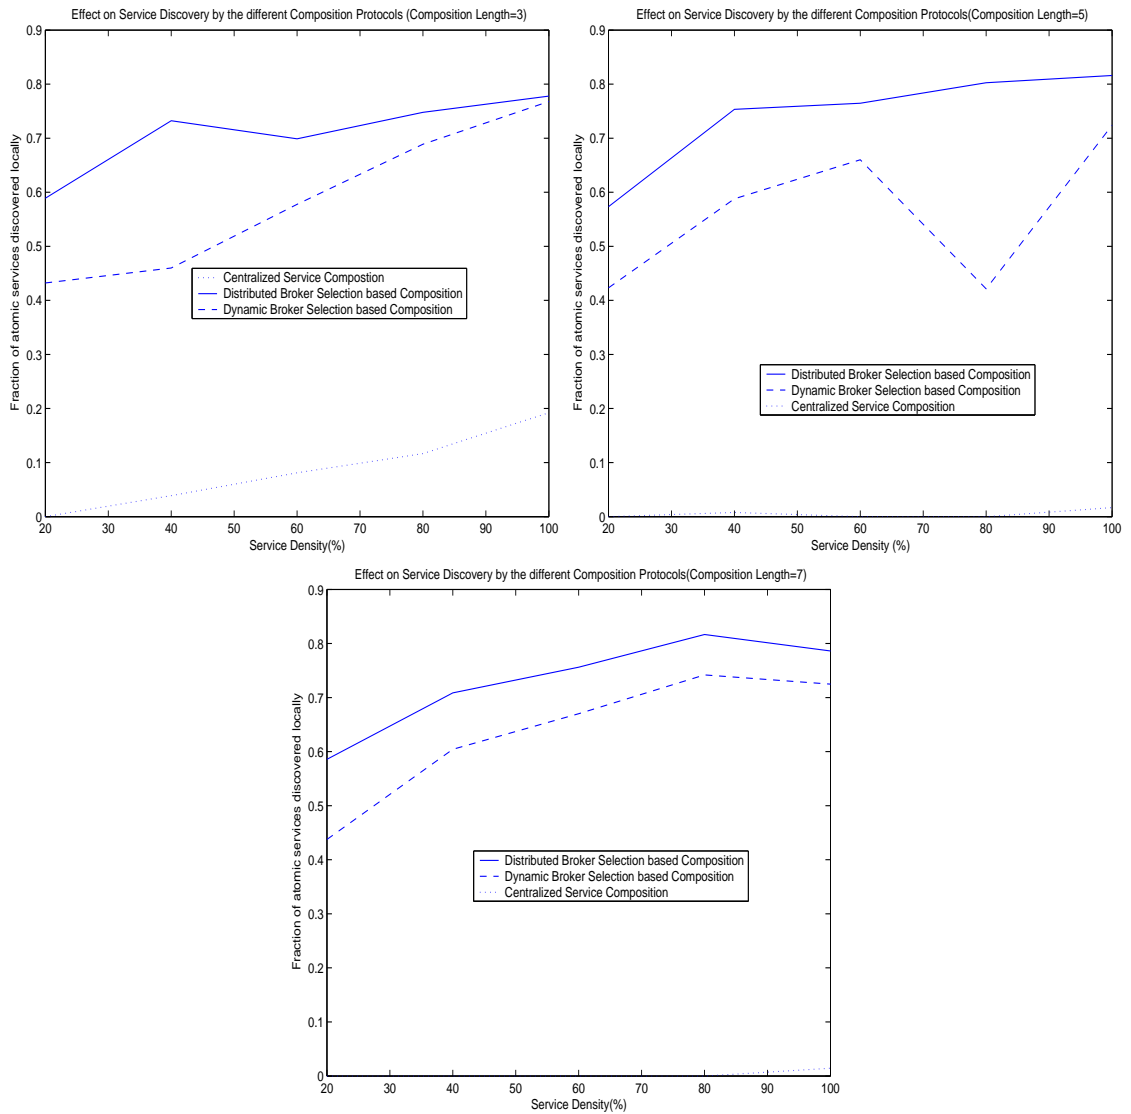 Effect on Service Discovery by the different Composition Protocols (Composition Length=3)
0.9
0.8
0.7
0.6
0.5
0.4
0.3
0.2
0.1
0
Fraction of atomic services discovered locally
Centralized Service Compostion
Distributed Broker Selection based Composition
Dynamic Broker Selection based Composition
20 30 40 50 60 70 80 90 100
Service Density(%)
Effect on Service Discovery by the different Composition Protocols(Composition Length=5)
0.9
0.8
0.7
0.6
0.5
0.4
0.3
0.2
0.1
0
Fraction of atomic services discovered locally
Distributed Broker Selection based Composition
Dynamic Broker Selection based Composition
Centralized Service Composition
20 30 40 50 60 70 80 90 100
Service Density (%)
Effect on Service Discovery by the different Composition Protocols(Composition Length=7)
0.9
0.8
0.7
0.6
0.5
0.4
0.3
0.2
0.1
0
Fraction of atomic services discovered locally
Distributed Broker Selection based Composition
Dynamic Broker Selection based Composition
Centralized Service Composition
20 30 40 50 60 70 80 90 100
Service Density(%)